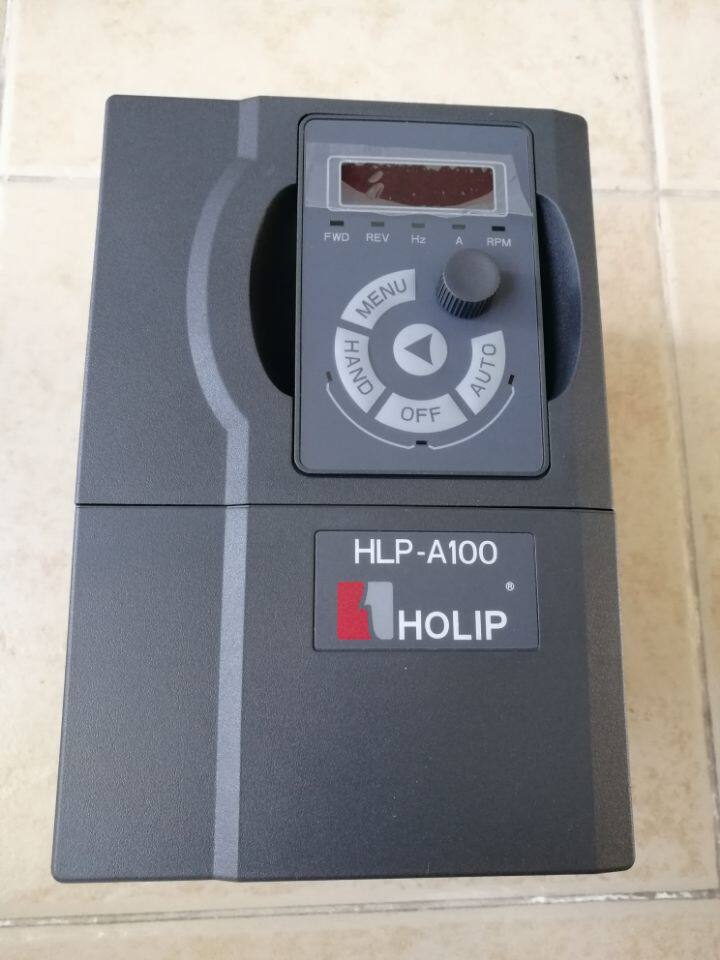 FWD REV Hz A RPM
MENU
HAND
AUTO
OFF
HLP-A100
®
HOLIP